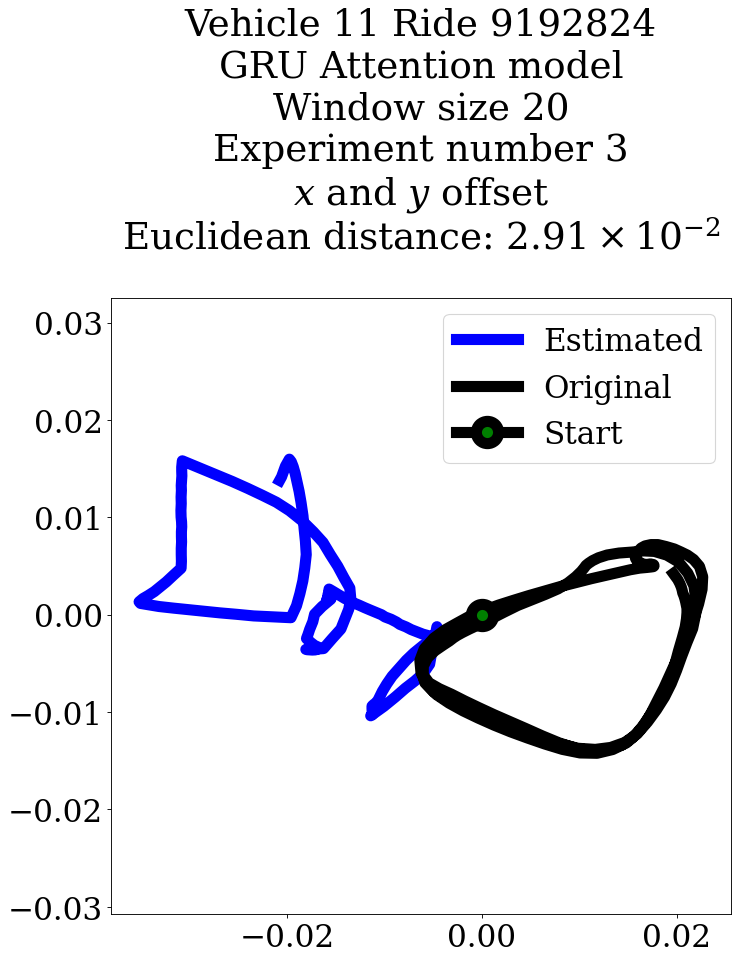 Vehicle 11 Ride 9192824
GRU Attention model
Window size 20
Experiment number 3
x and y offset
Euclidean distance: 2.91 × 10⁻²
Estimated
Original
Start
0.03
0.02
0.01
0.00
−0.01
−0.02
−0.03
−0.02 0.00 0.02